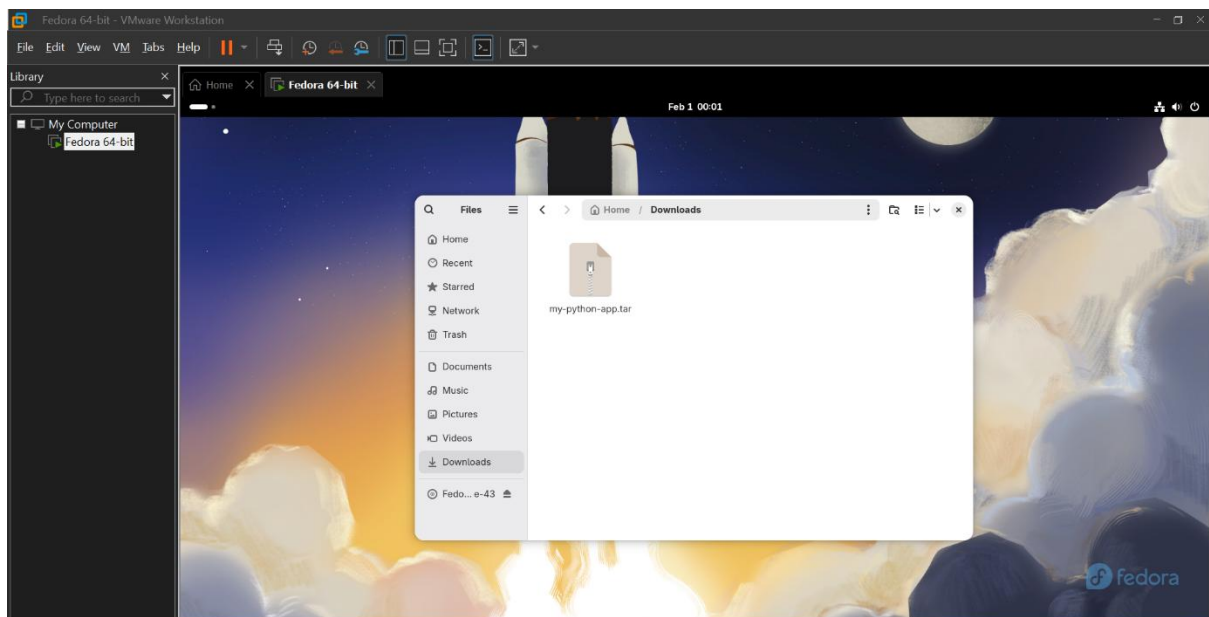 Fedora 64-bit - VMware Workstation
File Edit View VM Tabs Help
Library
Type here to search
My Computer
Fedora 64-bit
Home
Fedora 64-bit
Feb 1 00:01
Files
Home / Downloads
Home
Recent
Starred
Network
Trash
Documents
Music
Pictures
Videos
Downloads
Fedo... e-43
my-python-app.tar
fedora